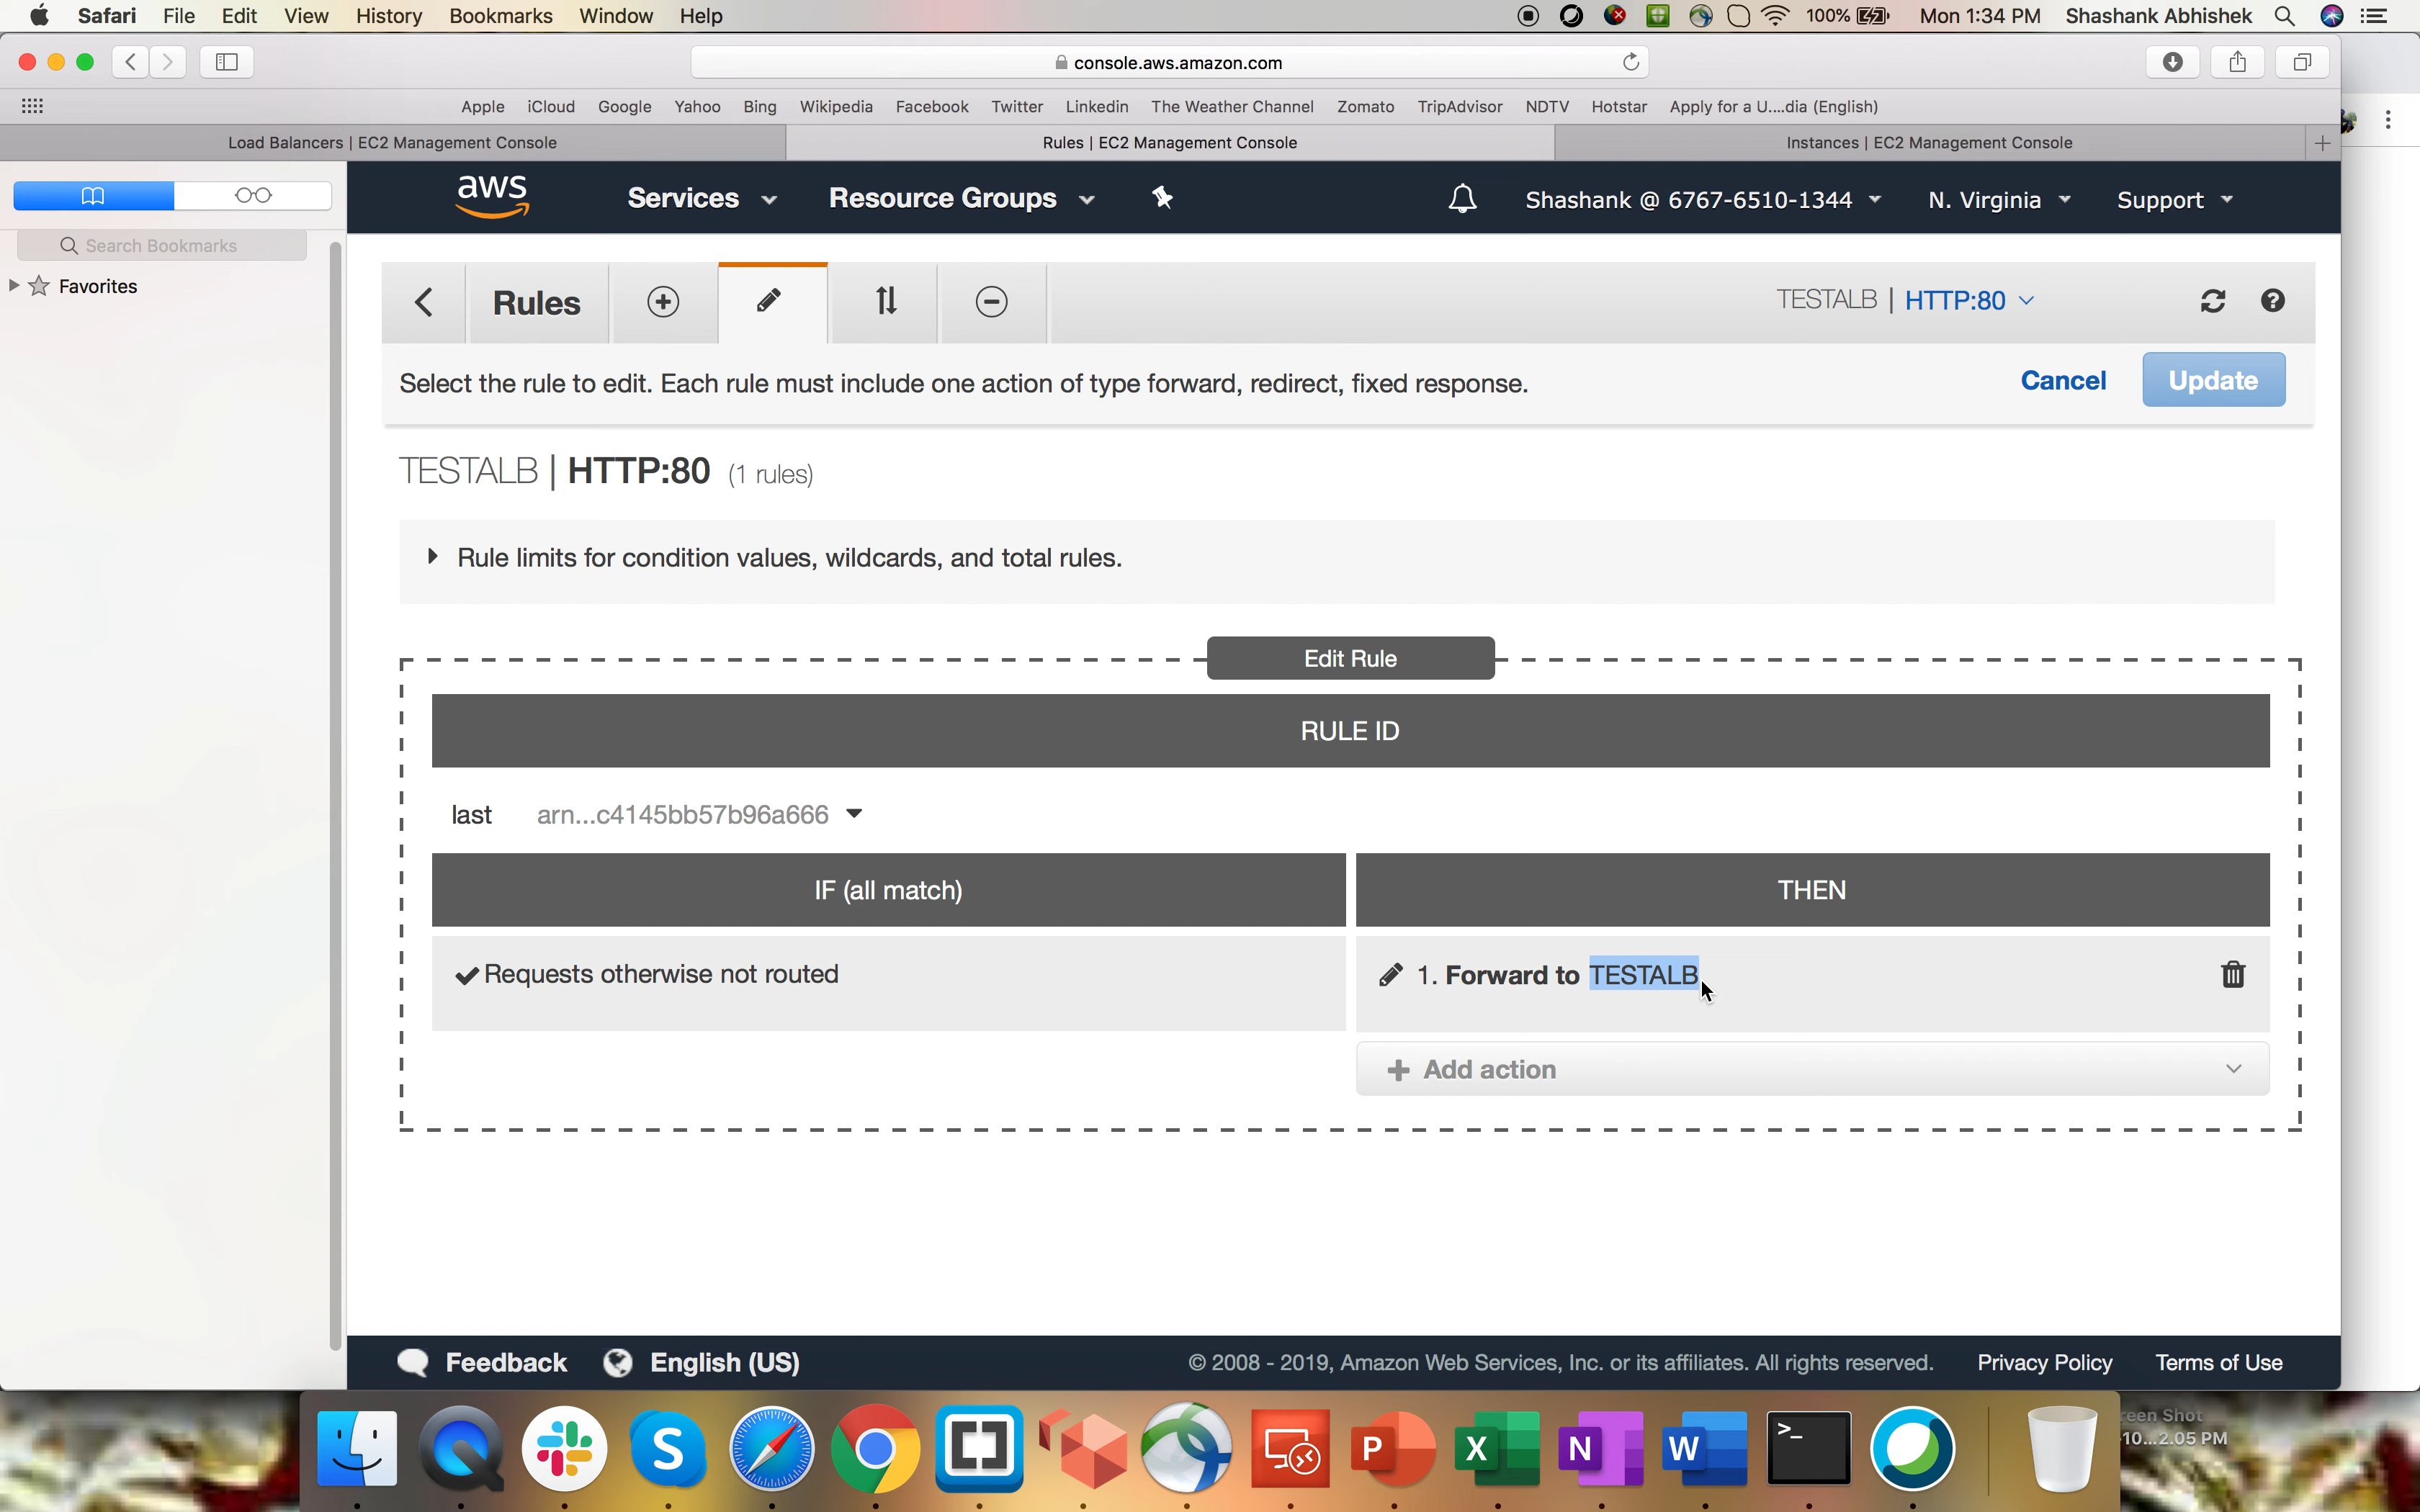 Safari File Edit View History Bookmarks Window Help 100% Mon 1:34 PM Shashank Abhishek
console.aws.amazon.com
Apple iCloud Google Yahoo Bing Wikipedia Facebook Twitter Linkedin The Weather Channel Zomato TripAdvisor NDTV Hotstar Apply for a U....dia (English)
Load Balancers | EC2 Management Console Rules | EC2 Management Console Instances | EC2 Management Console
aws Services Resource Groups Shashank @ 6767-6510-1344 N. Virginia Support
Search Bookmarks
Favorites
Rules TESTALB | HTTP:80
Select the rule to edit. Each rule must include one action of type forward, redirect, fixed response. Cancel Update
TESTALB | HTTP:80 (1 rules)
Rule limits for condition values, wildcards, and total rules.
Edit Rule
RULE ID
last arn...c4145bb57b96a666
IF (all match) THEN
Requests otherwise not routed 1. Forward to TESTALB
Add action
Feedback English (US) © 2008 - 2019, Amazon Web Services, Inc. or its affiliates. All rights reserved. Privacy Policy Terms of Use
S P X N W >_
Shot
10...2.05 PM